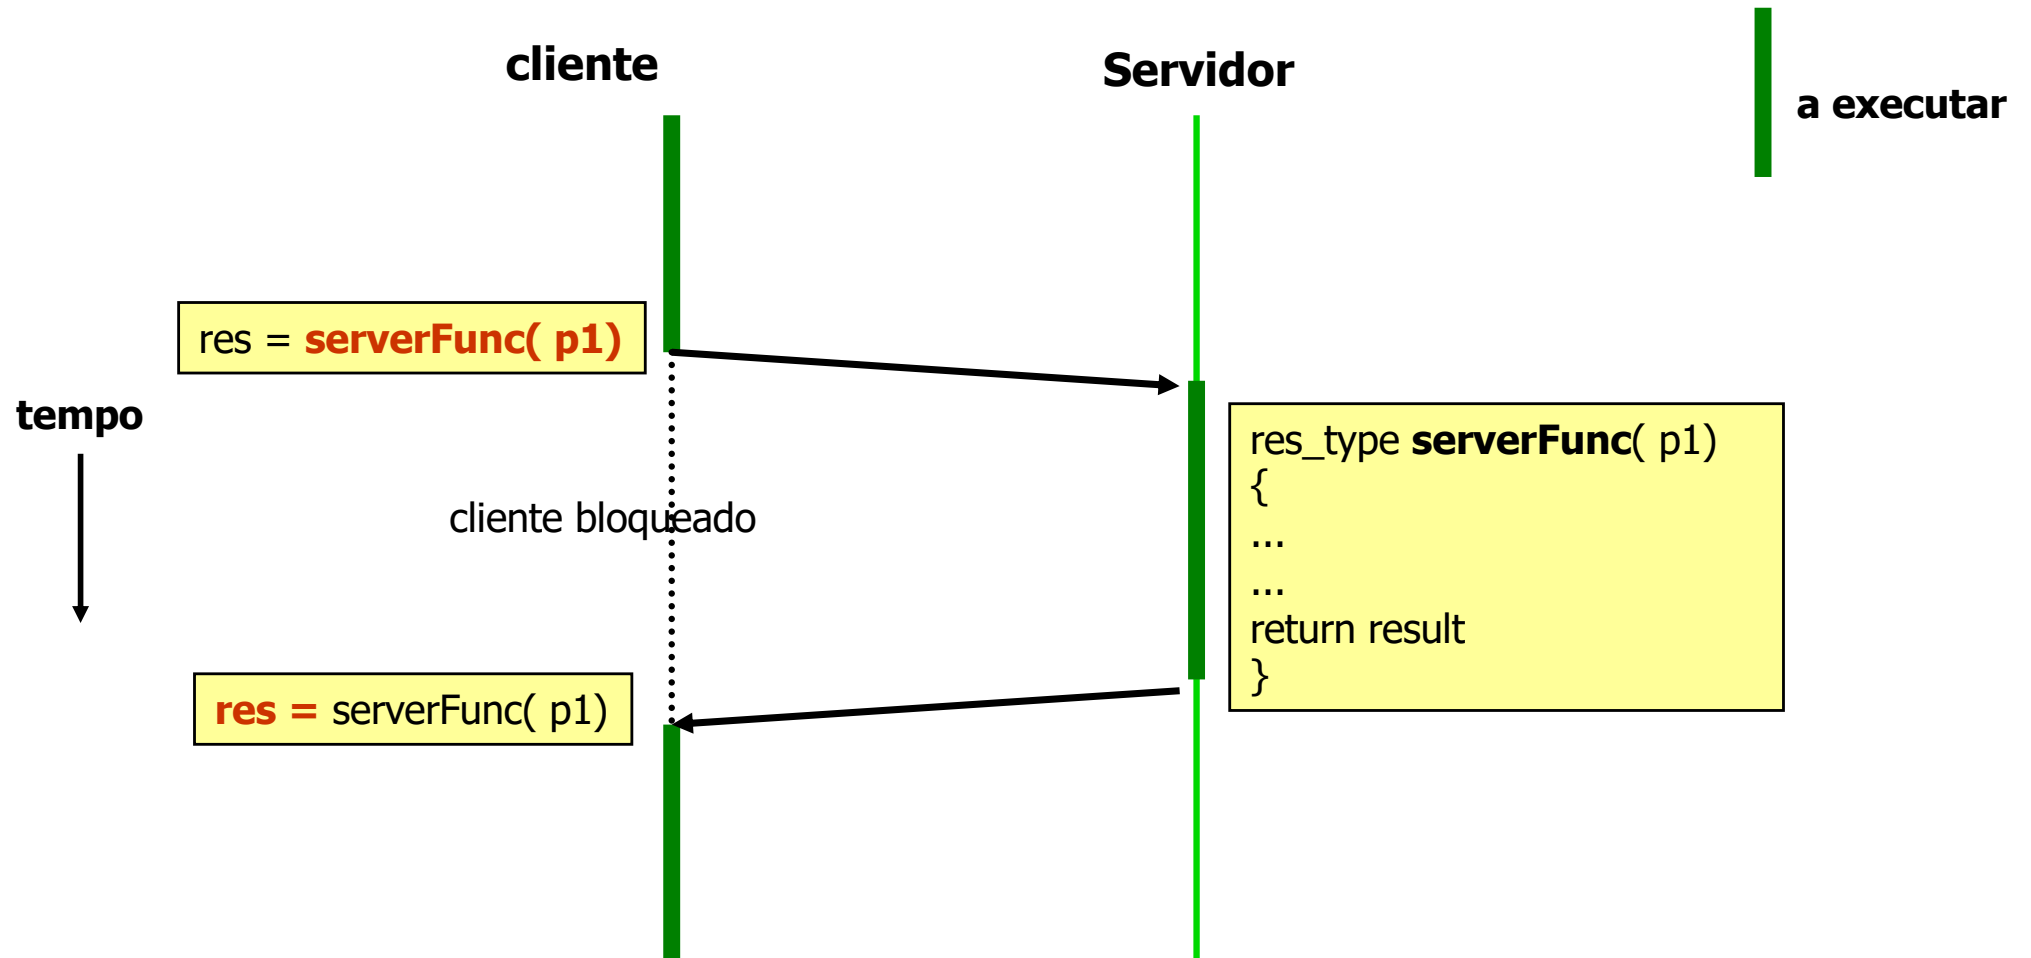 cliente
Servidor
a executar
res = serverFunc( p1)
tempo
cliente bloqueado
res_type serverFunc( p1)
{
...
...
return result
}
res = serverFunc( p1)